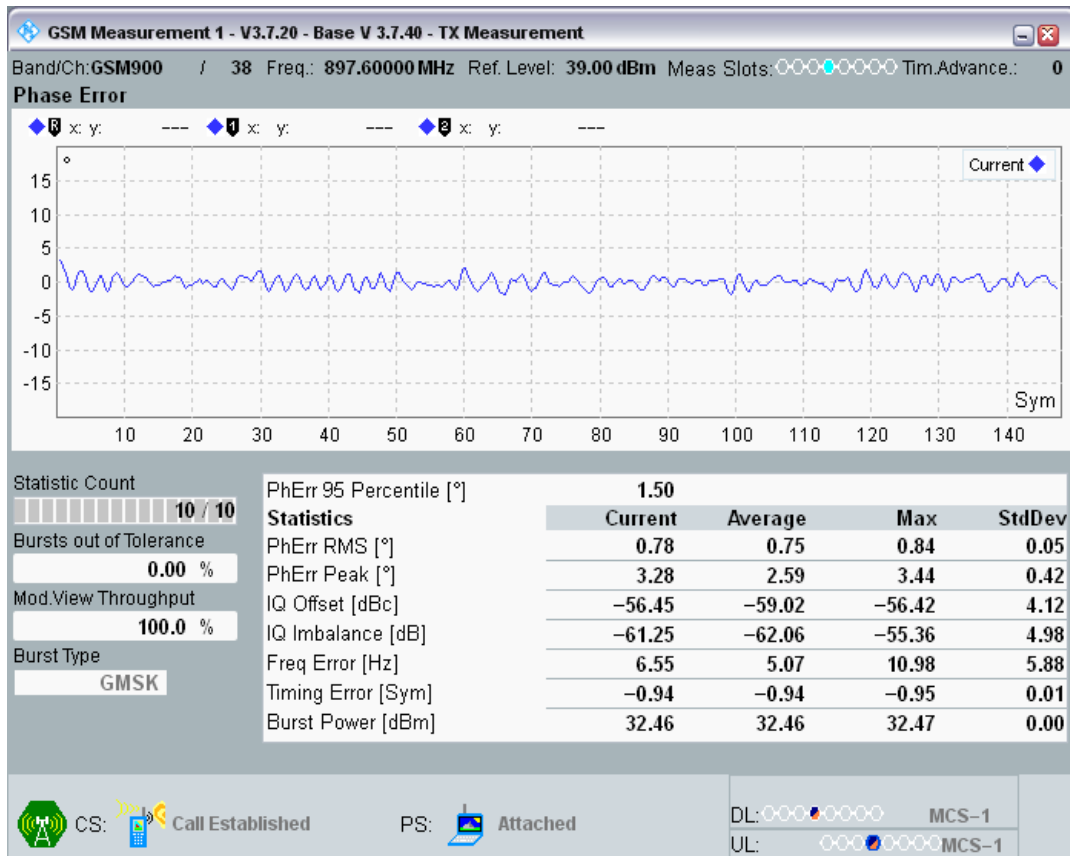 GSM Measurement 1 - V3.7.20 - Base V 3.7.40 - TX Measurement
Band/Ch:GSM900 / 38 Freq.: 897.60000 MHz Ref. Level: 39.00 dBm Meas Slots: Tim.Advance.: 0
Phase Error
R x: y: --- 1 x: y: --- 2 x: y: ---
° Current
15
10
5
0
-5
-10
-15
Sym
10 20 30 40 50 60 70 80 90 100 110 120 130 140
Statistic Count
10 / 10
Bursts out of Tolerance
0.00 %
Mod.View Throughput
100.0 %
Burst Type
GMSK
PhErr 95 Percentile [°] 1.50
Statistics Current Average Max StdDev
PhErr RMS [°] 0.78 0.75 0.84 0.05
PhErr Peak [°] 3.28 2.59 3.44 0.42
IQ Offset [dBc] −56.45 −59.02 −56.42 4.12
IQ Imbalance [dB] −61.25 −62.06 −55.36 4.98
Freq Error [Hz] 6.55 5.07 10.98 5.88
Timing Error [Sym] −0.94 −0.94 −0.95 0.01
Burst Power [dBm] 32.46 32.46 32.47 0.00
CS: Call Established PS: Attached
DL: MCS−1
UL: MCS−1